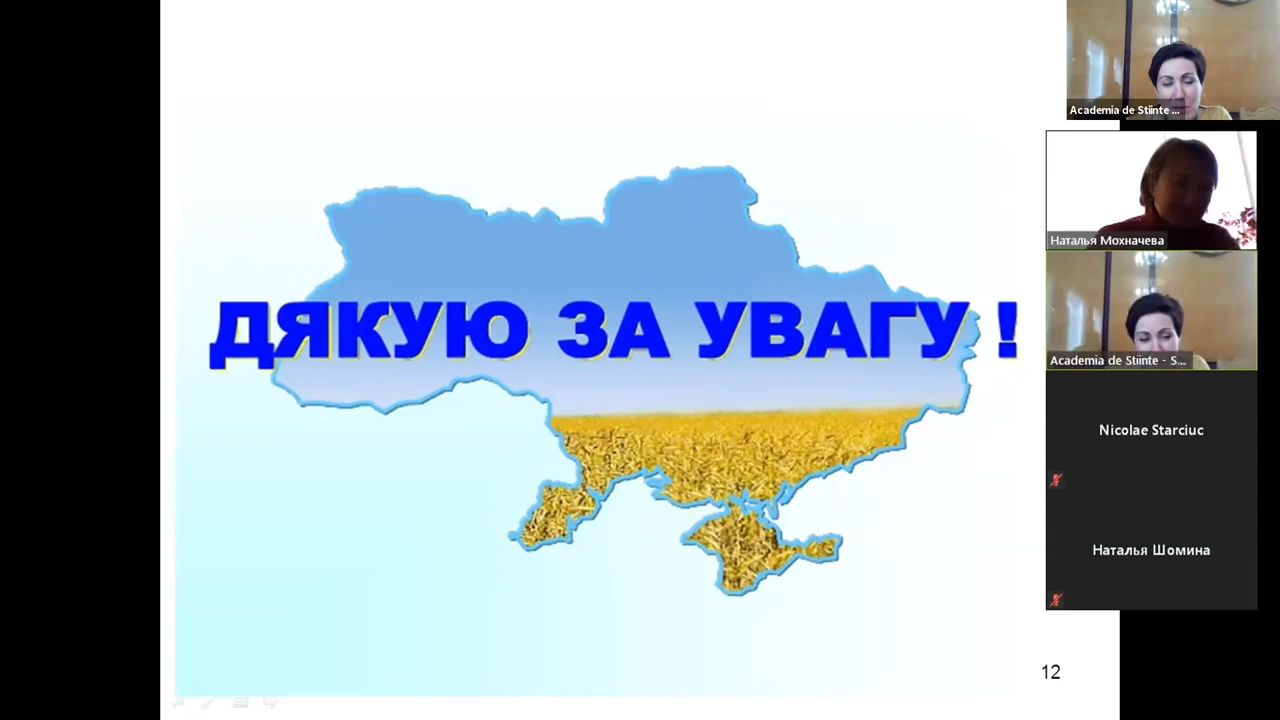 ДЯКУЮ ЗА УВАГУ !
12
Academia de Stiinte ...
Наталья Мохначева
Academia de Stiinte - S...
Nicolae Starciuc
Наталья Шомина